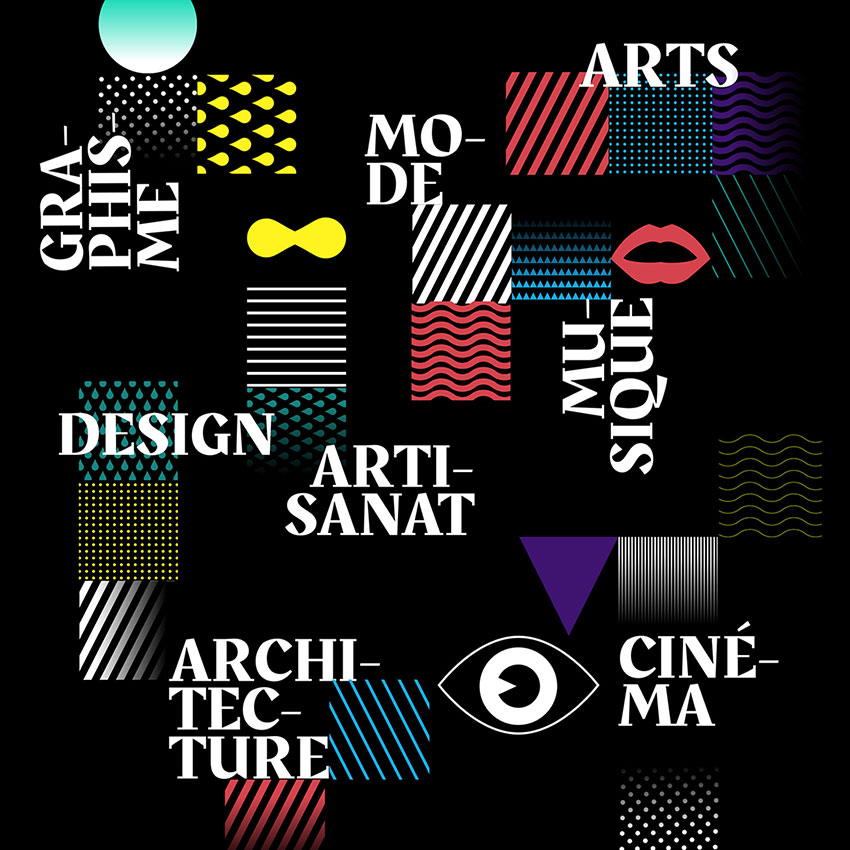 ARTS
MO–
DE
GRA–
PHIS–
ME
MU–
SIQUE
DESIGN
ARTI–
SANAT
ARCHI–
TEC–
TURE
CINÉ–
MA